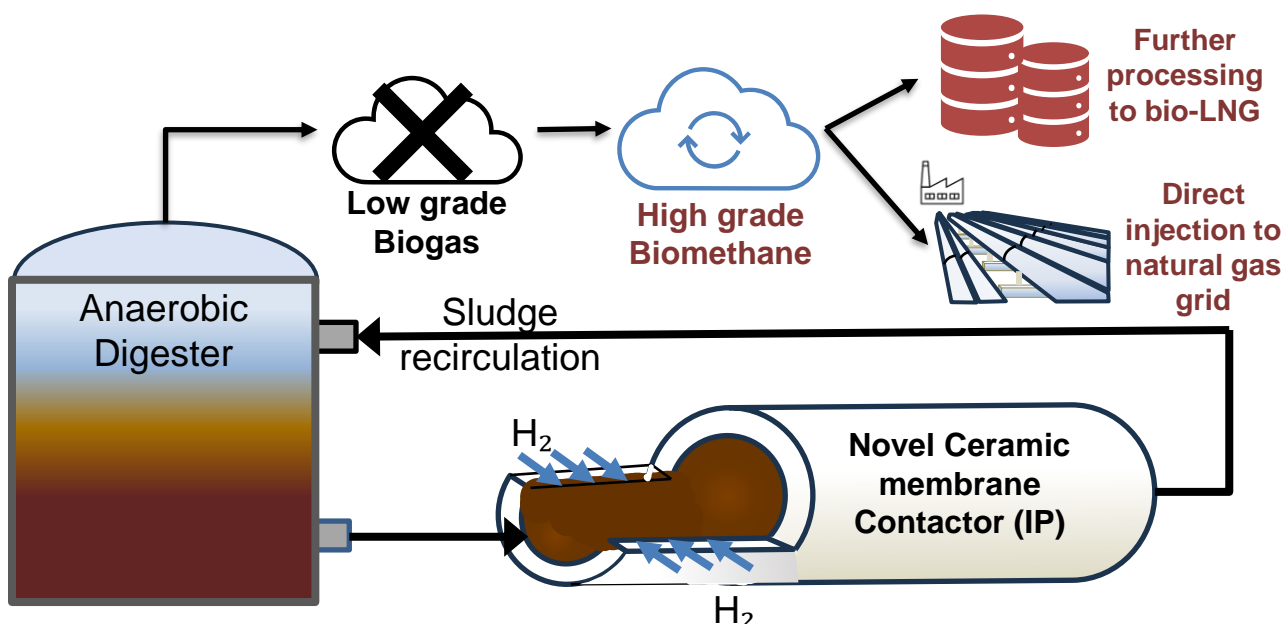 Further
processing
to bio-LNG
Low grade
Biogas
High grade
Biomethane
Direct
injection to
natural gas
grid
Anaerobic
Digester
Sludge
recirculation
H₂
Novel Ceramic
membrane
Contactor (IP)
H₂